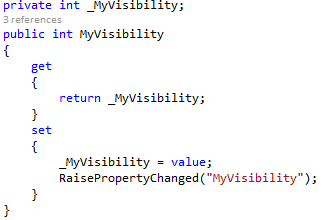 private int _MyVisibility;
3 references
public int MyVisibility
{
get
{
return _MyVisibility;
}
set
{
_MyVisibility = value;
RaisePropertyChanged("MyVisibility");
}
}